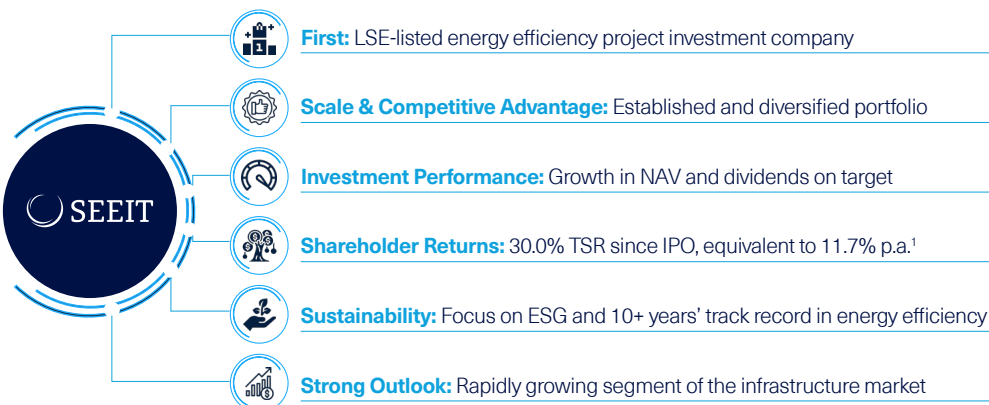 First: LSE-listed energy efficiency project investment company
Scale & Competitive Advantage: Established and diversified portfolio
Investment Performance: Growth in NAV and dividends on target
SEEIT
Shareholder Returns: 30.0% TSR since IPO, equivalent to 11.7% p.a.¹
Sustainability: Focus on ESG and 10+ years’ track record in energy efficiency
Strong Outlook: Rapidly growing segment of the infrastructure market